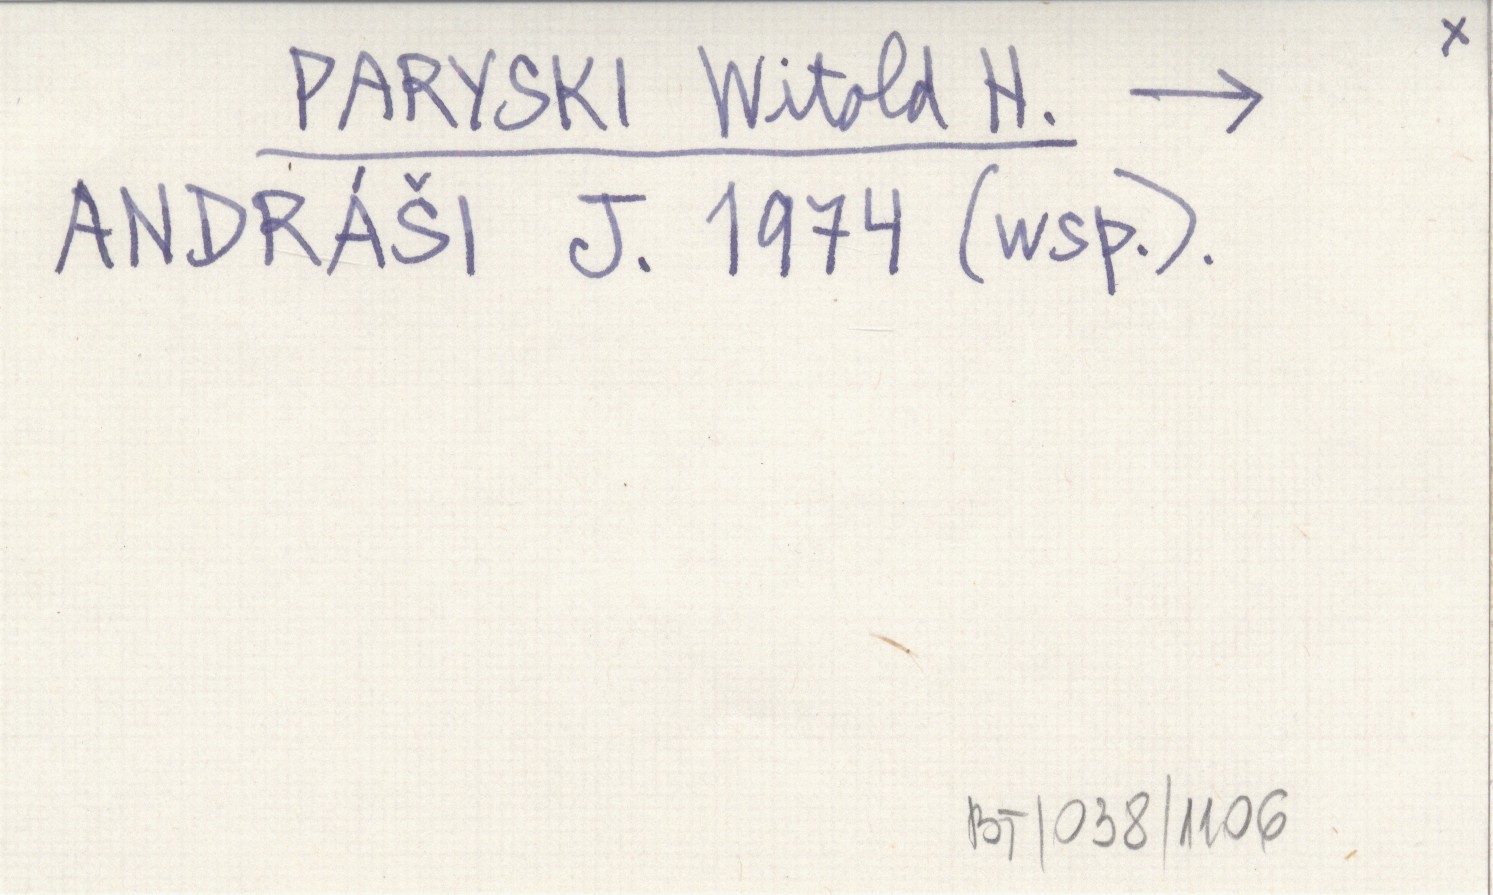 x
PARYSKI Witold H. →
ANDRÁŠI J. 1974 (wsp.).
BT/038/1106